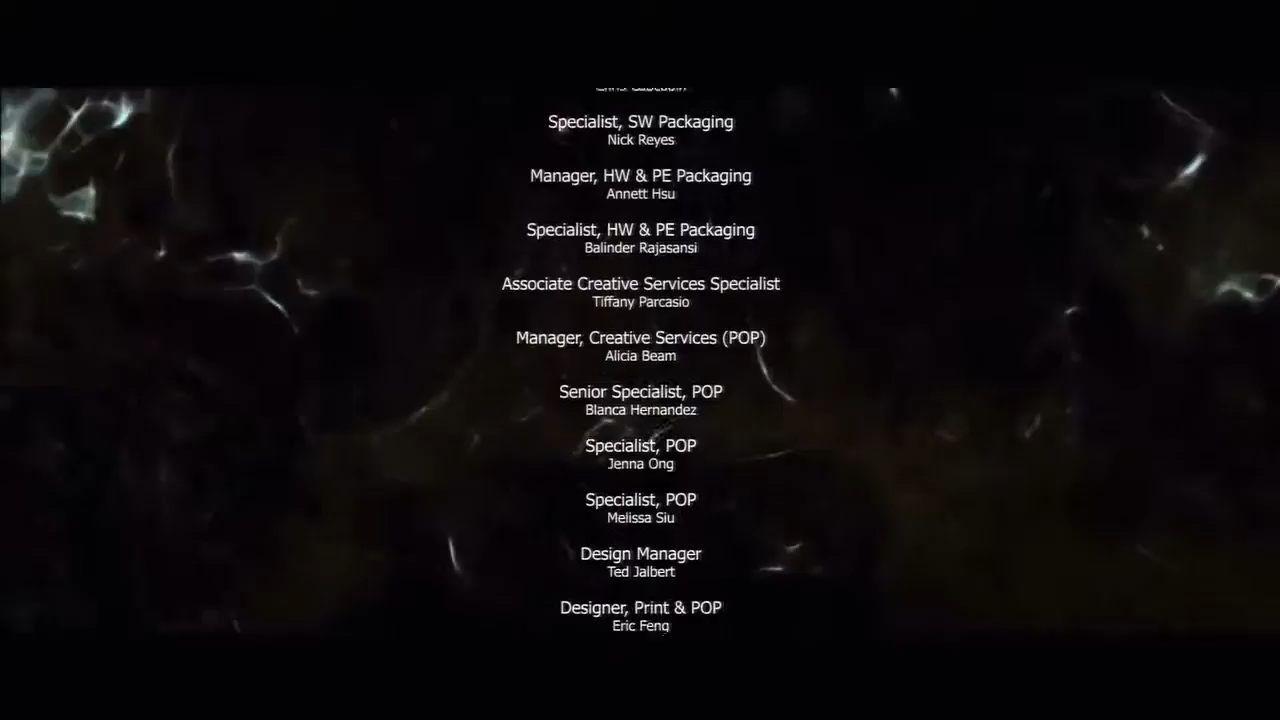 Specialist, SW Packaging
Nick Reyes
Manager, HW & PE Packaging
Annett Hsu
Specialist, HW & PE Packaging
Balinder Rajasansi
Associate Creative Services Specialist
Tiffany Parcasio
Manager, Creative Services (POP)
Alicia Beam
Senior Specialist, POP
Blanca Hernandez
Specialist, POP
Jenna Ong
Specialist, POP
Melissa Siu
Design Manager
Ted Jalbert
Designer, Print & POP
Eric Feng